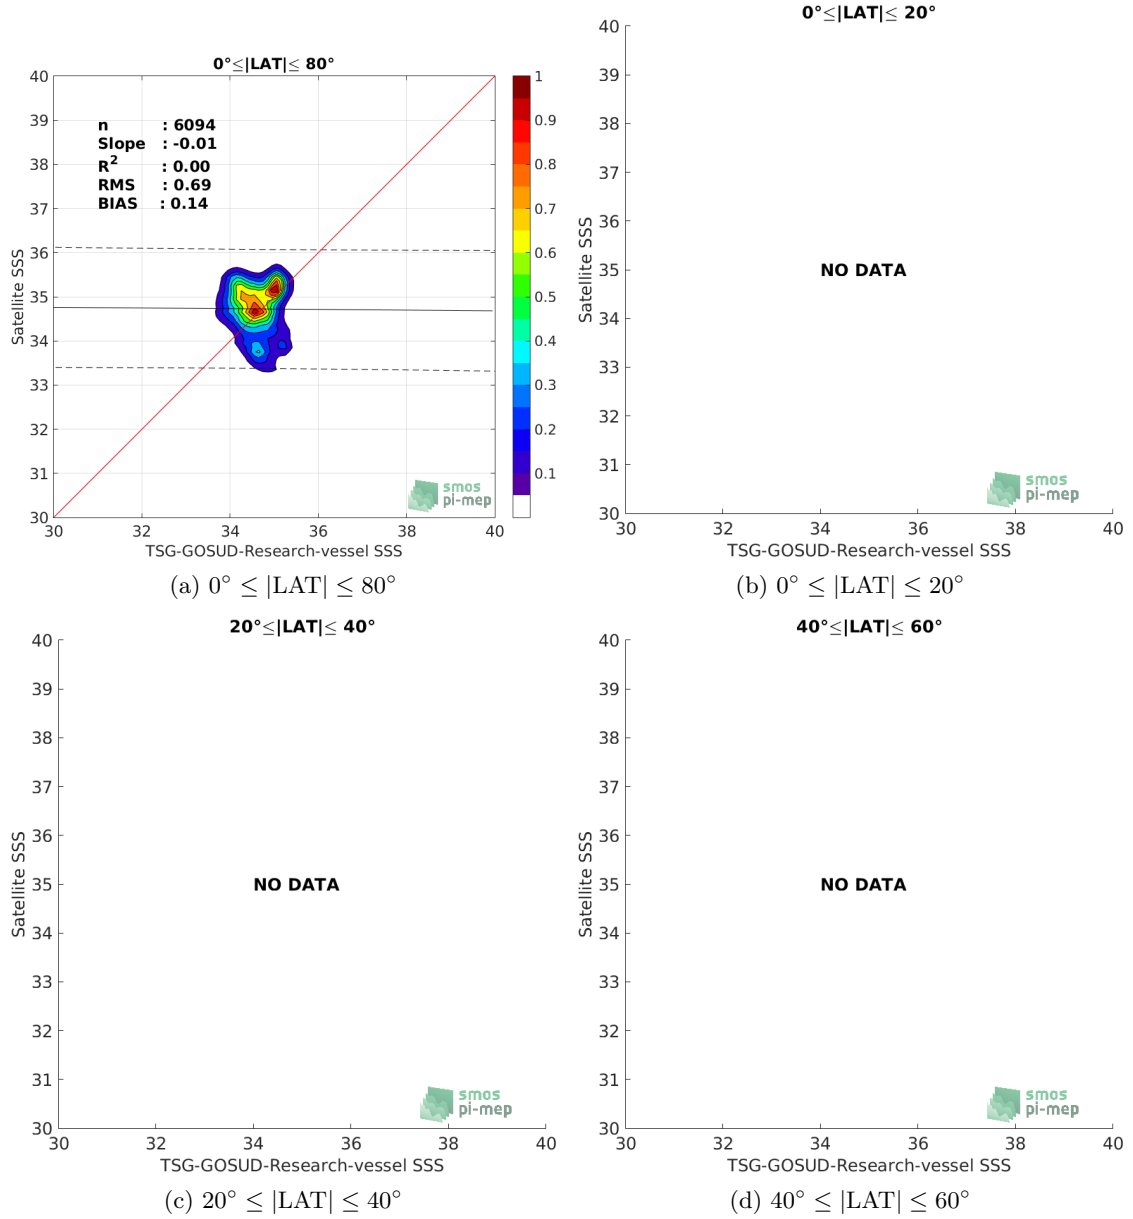 0°≤|LAT|≤ 80°
40
39
38
37
36
35
34
33
32
31
30
30 32 34 36 38 40
n : 6094
Slope : -0.01
R² : 0.00
RMS : 0.69
BIAS : 0.14
1
0.9
0.8
0.7
0.6
0.5
0.4
0.3
0.2
0.1
Satellite SSS
TSG-GOSUD-Research-vessel SSS
smos
pi-mep
(a) 0° ≤ |LAT| ≤ 80°
0°≤|LAT|≤ 20°
40
39
38
37
36
35
34
33
32
31
30
30 32 34 36 38 40
Satellite SSS
NO DATA
smos
pi-mep
TSG-GOSUD-Research-vessel SSS
(b) 0° ≤ |LAT| ≤ 20°
20°≤|LAT|≤ 40°
40
39
38
37
36
35
34
33
32
31
30
30 32 34 36 38 40
Satellite SSS
NO DATA
smos
pi-mep
TSG-GOSUD-Research-vessel SSS
(c) 20° ≤ |LAT| ≤ 40°
40°≤|LAT|≤ 60°
40
39
38
37
36
35
34
33
32
31
30
30 32 34 36 38 40
Satellite SSS
NO DATA
smos
pi-mep
TSG-GOSUD-Research-vessel SSS
(d) 40° ≤ |LAT| ≤ 60°